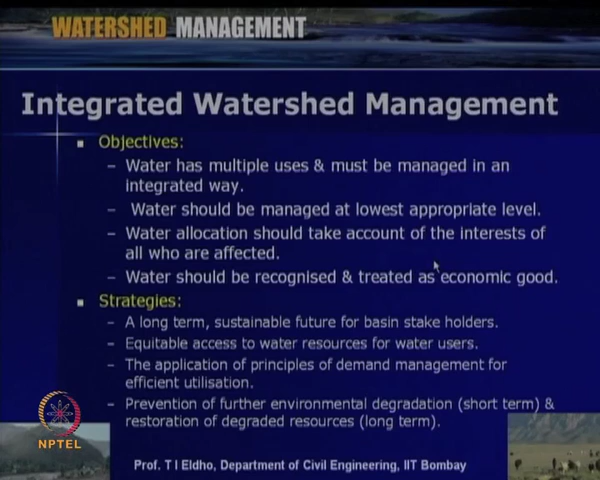 WATERSHED MANAGEMENT
Integrated Watershed Management
Objectives:
– Water has multiple uses & must be managed in an
integrated way.
– Water should be managed at lowest appropriate level.
– Water allocation should take account of the interests of
all who are affected.
– Water should be recognised & treated as economic good.
Strategies:
– A long term, sustainable future for basin stake holders.
– Equitable access to water resources for water users.
– The application of principles of demand management for
efficient utilisation.
– Prevention of further environmental degradation (short term) &
restoration of degraded resources (long term).
NPTEL
Prof. T I Eldho, Department of Civil Engineering, IIT Bombay